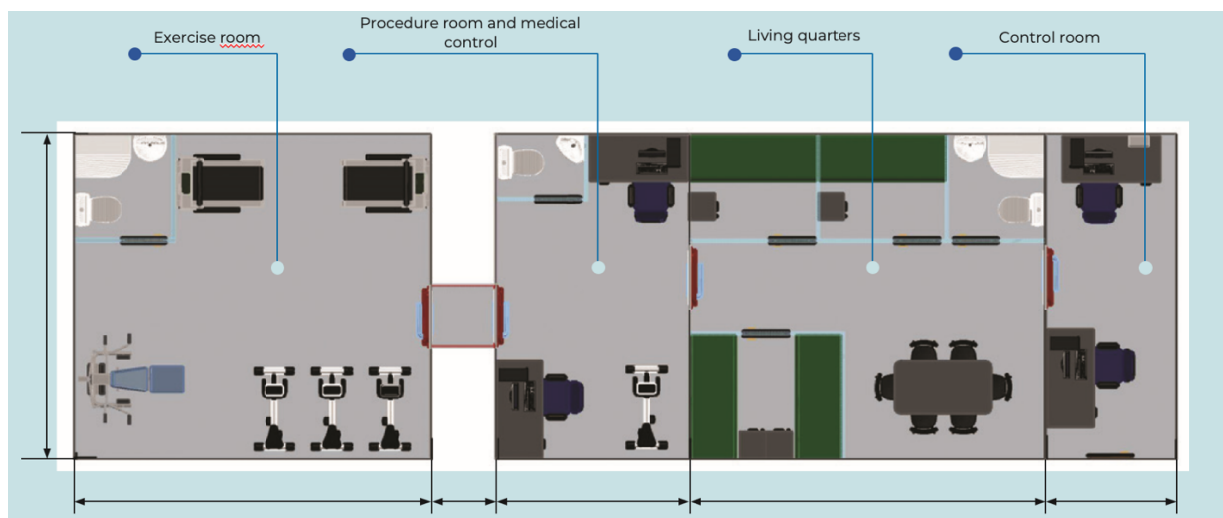 Exercise room
Procedure room and medical
control
Living quarters
Control room